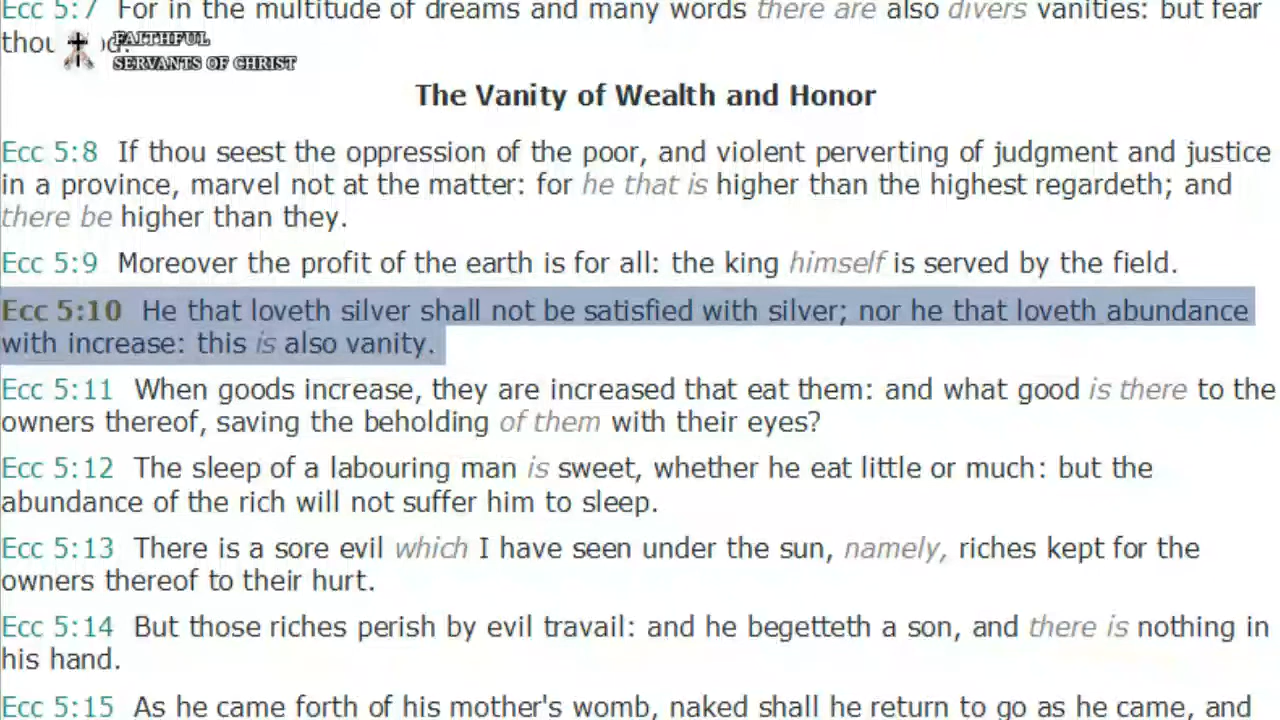 Ecc 5:7 For in the multitude of dreams and many words there are also divers vanities: but fear
thou
FAITHFUL
SERVANTS OF CHRIST
The Vanity of Wealth and Honor
Ecc 5:8 If thou seest the oppression of the poor, and violent perverting of judgment and justice
in a province, marvel not at the matter: for he that is higher than the highest regardeth; and
there be higher than they.
Ecc 5:9 Moreover the profit of the earth is for all: the king himself is served by the field.
Ecc 5:10 He that loveth silver shall not be satisfied with silver; nor he that loveth abundance
with increase: this is also vanity.
Ecc 5:11 When goods increase, they are increased that eat them: and what good is there to the
owners thereof, saving the beholding of them with their eyes?
Ecc 5:12 The sleep of a labouring man is sweet, whether he eat little or much: but the
abundance of the rich will not suffer him to sleep.
Ecc 5:13 There is a sore evil which I have seen under the sun, namely, riches kept for the
owners thereof to their hurt.
Ecc 5:14 But those riches perish by evil travail: and he begetteth a son, and there is nothing in
his hand.
Ecc 5:15 As he came forth of his mother's womb, naked shall he return to go as he came, and